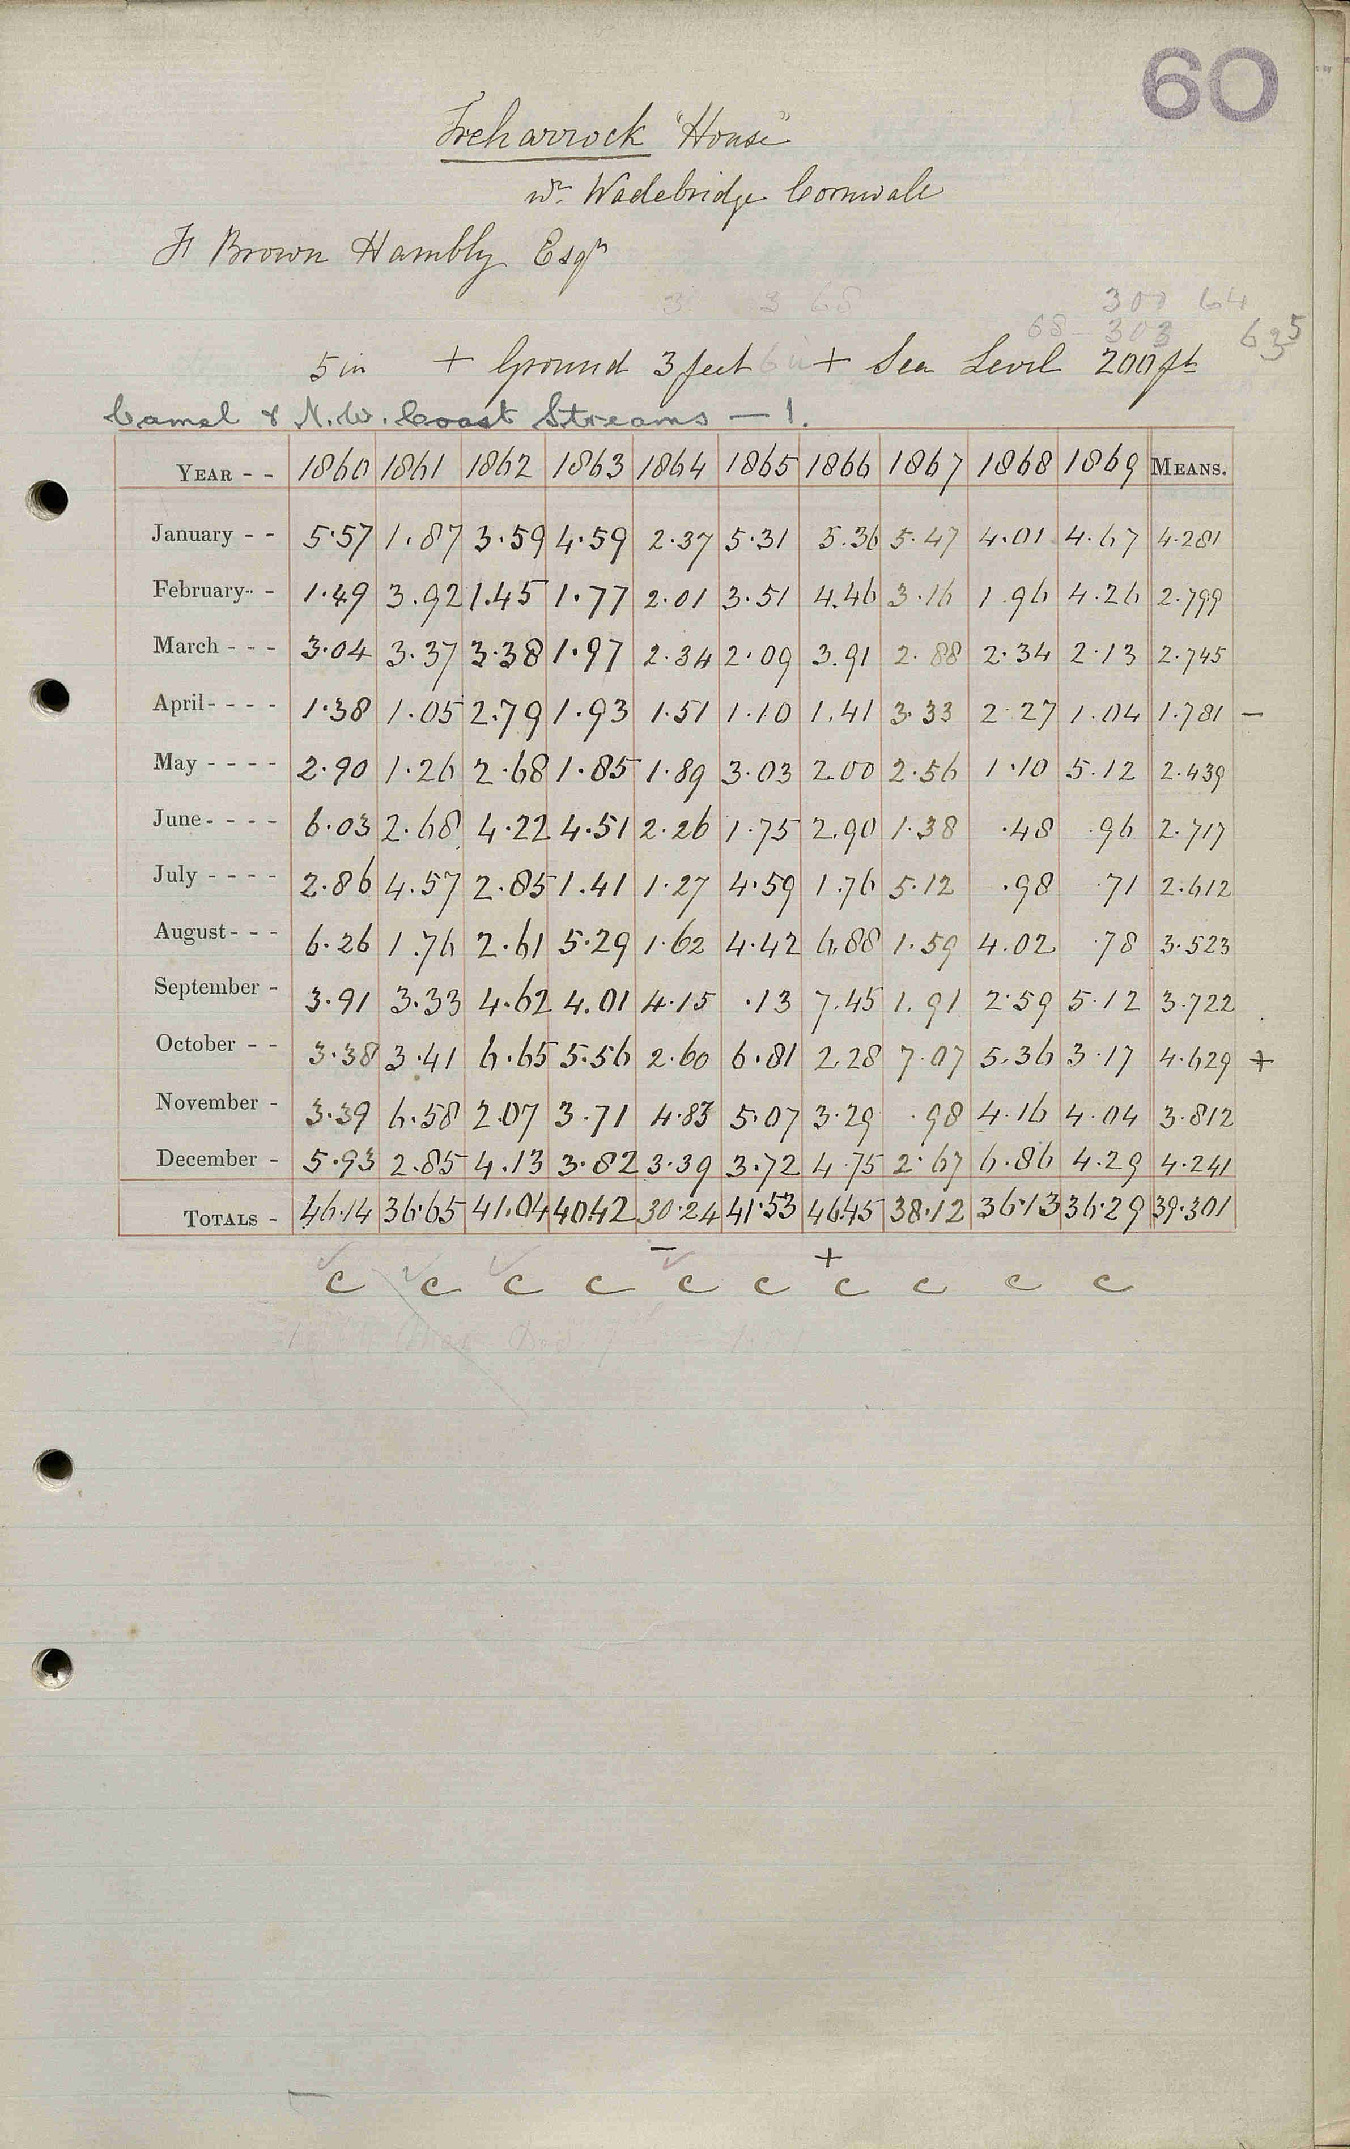 60
Treharrock "House"
nr. Wadebridge. Cornwall
Brown Hambly Esqr
307 64
68 - 303 635
5 in + Ground 3 feet 6 in + Sea Level 200 ft
Camel & N.W. Coast Streams — 1.
YEAR - - 1860 1861 1862 1863 1864 1865 1866 1867 1868 1869 MEANS.
January - - 5.57 1.87 3.59 4.59 2.37 5.31 5.36 5.47 4.01 4.67 4.281
February - - 1.49 3.92 1.45 1.77 2.01 3.51 4.46 3.16 1.96 4.26 2.799
March - - - 3.04 3.37 3.38 1.97 2.34 2.09 3.91 2.88 2.34 2.13 2.745
April - - - - 1.38 1.05 2.79 1.93 1.51 1.10 1.41 3.33 2.27 1.04 1.781 —
May - - - - 2.90 1.26 2.68 1.85 1.89 3.03 2.00 2.56 1.10 5.12 2.439
June - - - - 6.03 2.68 4.22 4.51 2.26 1.75 2.90 1.38 .48 .96 2.717
July - - - - 2.86 4.57 2.85 1.41 1.27 4.59 1.76 5.12 .98 .71 2.612
August - - - 6.26 1.76 2.61 5.29 1.62 4.42 6.88 1.59 4.02 .78 3.523
September - 3.91 3.33 4.62 4.01 4.15 .13 7.45 1.91 2.59 5.12 3.722
October - - 3.38 3.41 6.65 5.56 2.60 6.81 2.28 7.07 5.36 3.17 4.629 +
November - 3.39 6.58 2.07 3.71 4.83 5.07 3.29 .98 4.16 4.04 3.812
December - 5.93 2.85 4.13 3.82 3.39 3.72 4.75 2.67 6.86 4.29 4.241
TOTALS - 46.14 36.65 41.04 40.42 30.24 41.53 46.45 38.12 36.13 36.29 39.301
— +
c c c c c c c c c c